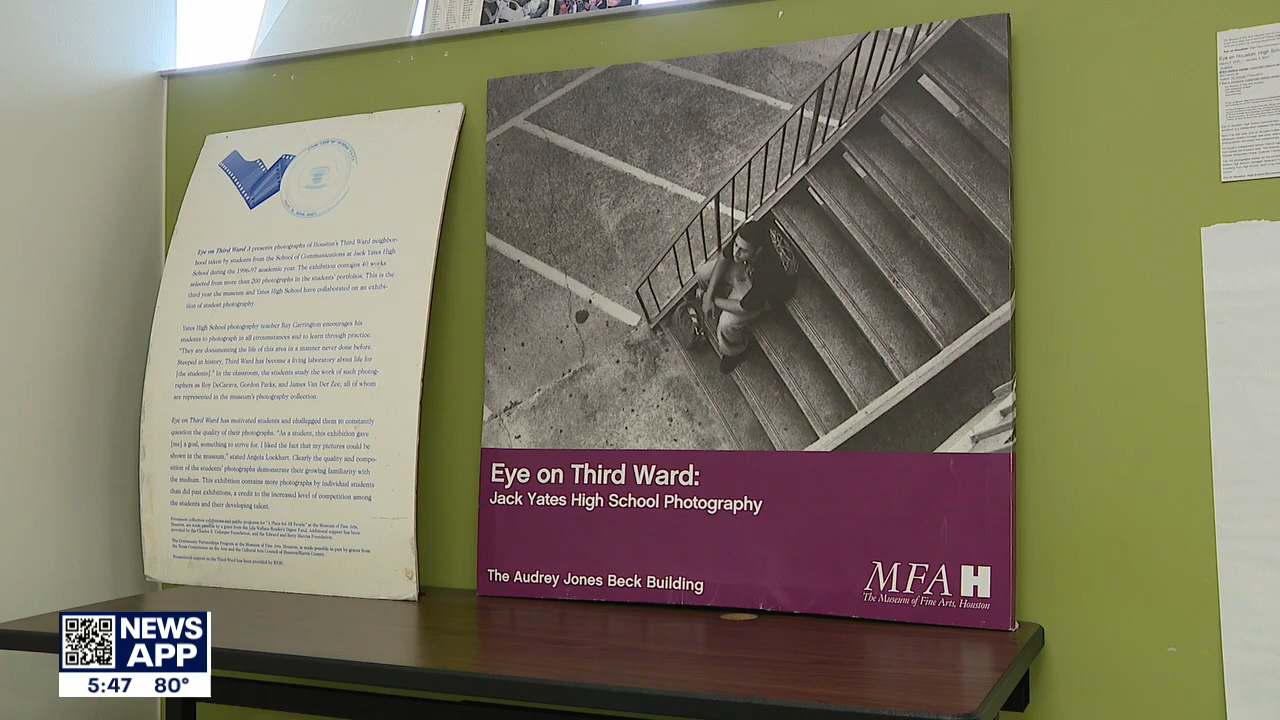 Eye on Third Ward 3 presents photographs of Houston's Third Ward neighbor-
hood taken by students from the School of Communications at Jack Yates High
School during the 1996-97 academic year. The exhibition contains 40 works
selected from more than 200 photographs in the students' portfolios. This is the
third year the museum and Yates High School have collaborated on an exhibi-
tion of student photography.
Yates High School photography teacher Ray Carrington encourages his
students to photograph in all circumstances and to learn through practice.
"They are documenting the life of this area in a manner never done before.
Steeped in history, Third Ward has become a living laboratory about life for
[the students]." In the classroom, the students study the work of such photog-
raphers as Roy DeCarava, Gordon Parks, and James Van Der Zee, all of whom
are represented in the museum's photography collection.
Eye on Third Ward has motivated students and challenged them to constantly
question the quality of their photographs. "As a student, this exhibition gave
[me] a goal, something to strive for. I liked the fact that my pictures could be
shown in the museum," stated Angela Lockhart. Clearly the quality and compo-
sition of the students' photographs demonstrate their growing familiarity with
the medium. This exhibition contains more photographs by individual students
than did past exhibitions, a credit to the increased level of competition among
the students and their developing talent.
Eye on Third Ward:
Jack Yates High School Photography
The Audrey Jones Beck Building
MFAH
The Museum of Fine Arts, Houston
NEWS
APP
5:47 80°